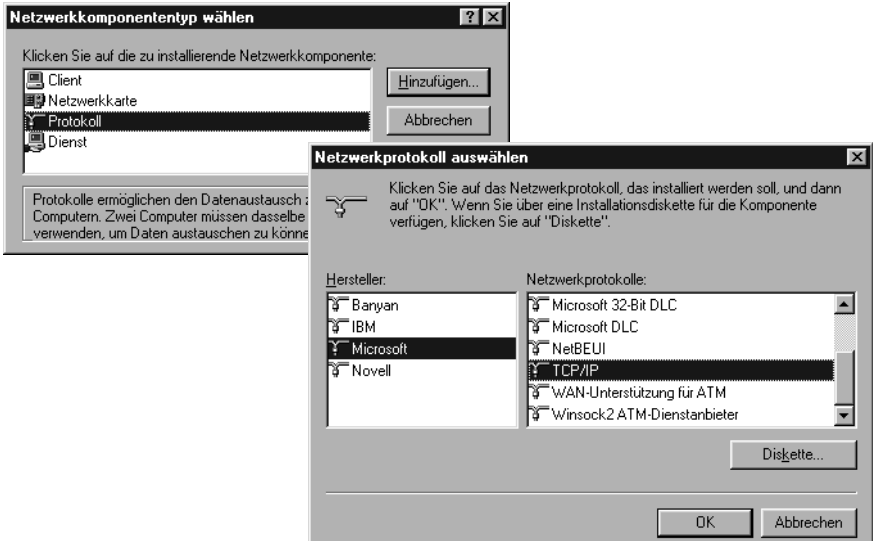 Netzwerkkomponententyp wählen
Klicken Sie auf die zu installierende Netzwerkkomponente:
Client
Netzwerkkarte
Protokoll
Dienst
Hinzufügen...
Abbrechen
Protokolle ermöglichen den Datenaustausch
Computern. Zwei Computer müssen dasselbe
verwenden, um Daten austauschen zu
Netzwerkprotokoll auswählen
Klicken Sie auf das Netzwerkprotokoll, das installiert werden soll, und dann
auf "OK". Wenn Sie über eine Installationsdiskette für die Komponente
verfügen, klicken Sie auf "Diskette".
Hersteller:
Banyan
IBM
Microsoft
Novell
Netzwerkprotokolle:
Microsoft 32-Bit DLC
Microsoft DLC
NetBEUI
TCP/IP
WAN-Unterstützung für ATM
Winsock2 ATM-Dienstanbieter
Diskette...
OK
Abbrechen